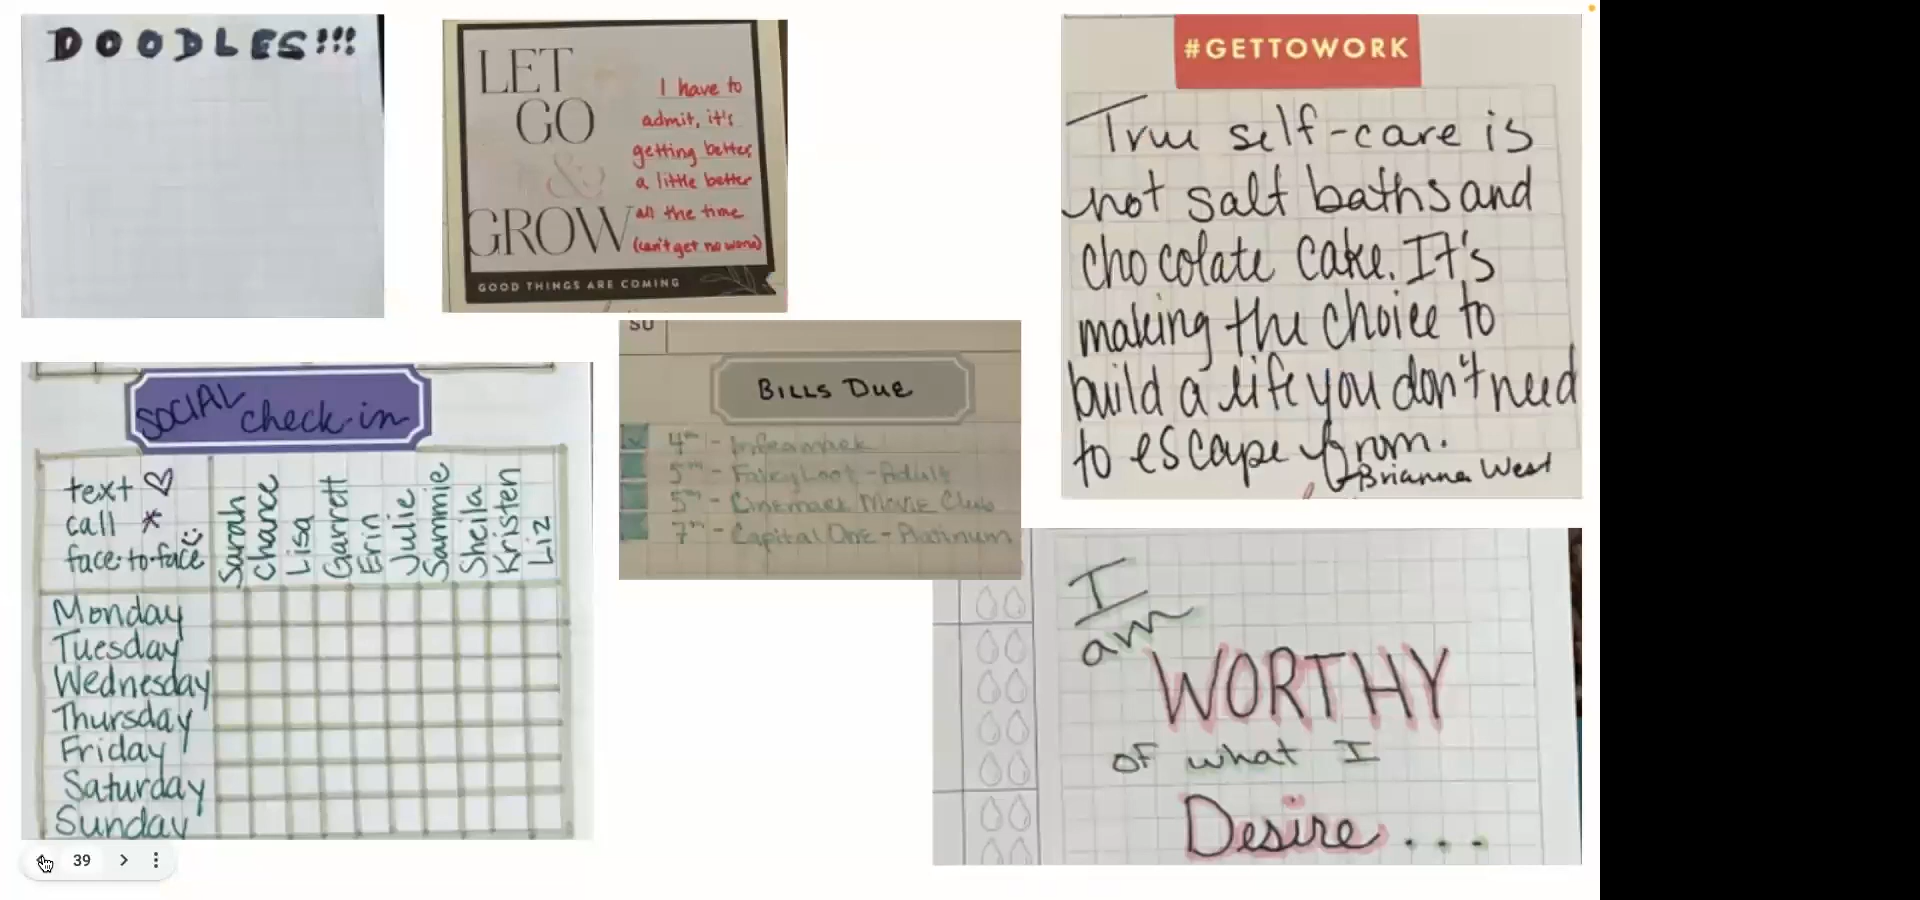 DOODLES!!!
LET
GO
&
GROW
I have to
admit, it's
getting better,
a little better
all the time
(can't get no worse)
GOOD THINGS ARE COMING
#GETTOWORK
True self-care is
not salt baths and
chocolate cake. It's
making the choice to
build a life you don't need
to escape from.
-Brianna West
SOCIAL
check-in
text ♡
call *
face-to-face
Sarah
Chance
Lisa
Garrett
Erin
Julie
Sammie
Sheila
Kristen
Liz
Monday
Tuesday
Wednesday
Thursday
Friday
Saturday
Sunday
SU
BILLS DUE
4th -
5th - FairyLoot - Adult
5th - Cinemark Movie Club
7th - Capital One - Platinum
I
am
WORTHY
of what I
Desire....
39